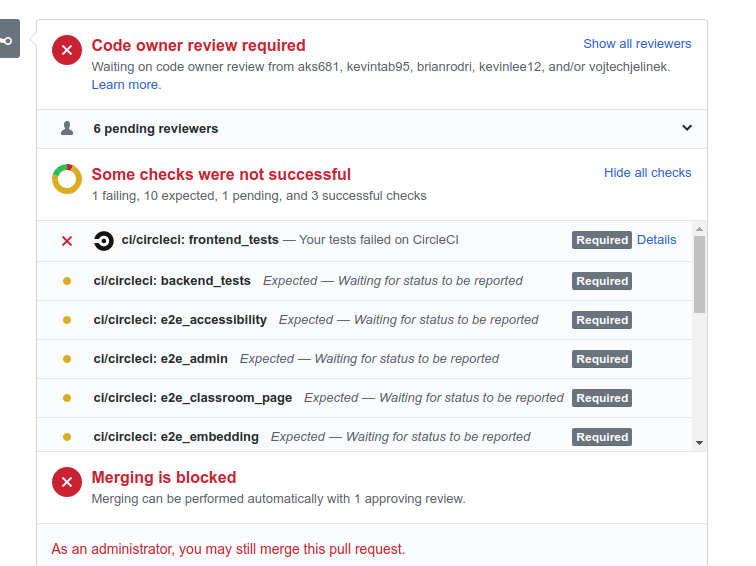 Code owner review required
Show all reviewers
Waiting on code owner review from aks681, kevintab95, brianrodri, kevinlee12, and/or vojtechjelinek.
Learn more.
6 pending reviewers
Some checks were not successful
Hide all checks
1 failing, 10 expected, 1 pending, and 3 successful checks
ci/circleci: frontend_tests — Your tests failed on CircleCI Required Details
ci/circleci: backend_tests Expected — Waiting for status to be reported Required
ci/circleci: e2e_accessibility Expected — Waiting for status to be reported Required
ci/circleci: e2e_admin Expected — Waiting for status to be reported Required
ci/circleci: e2e_classroom_page Expected — Waiting for status to be reported Required
ci/circleci: e2e_embedding Expected — Waiting for status to be reported Required
Merging is blocked
Merging can be performed automatically with 1 approving review.
As an administrator, you may still merge this pull request.